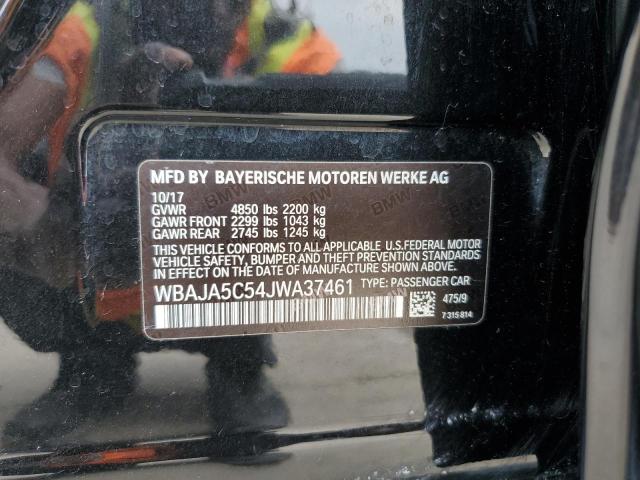 MFD BY BAYERISCHE MOTOREN WERKE AG
10/17
GVWR 4850 lbs 2200 kg
GAWR FRONT 2299 lbs 1043 kg
GAWR REAR 2745 lbs 1245 kg
THIS VEHICLE CONFORMS TO ALL APPLICABLE U.S.FEDERAL MOTOR
VEHICLE SAFETY, BUMPER AND THEFT PREVENTION STANDARDS
IN EFFECT ON THE DATE OF MANUFACTURE SHOWN ABOVE.
WBAJA5C54JWA37461 TYPE: PASSENGER CAR
475/9
7 315 814